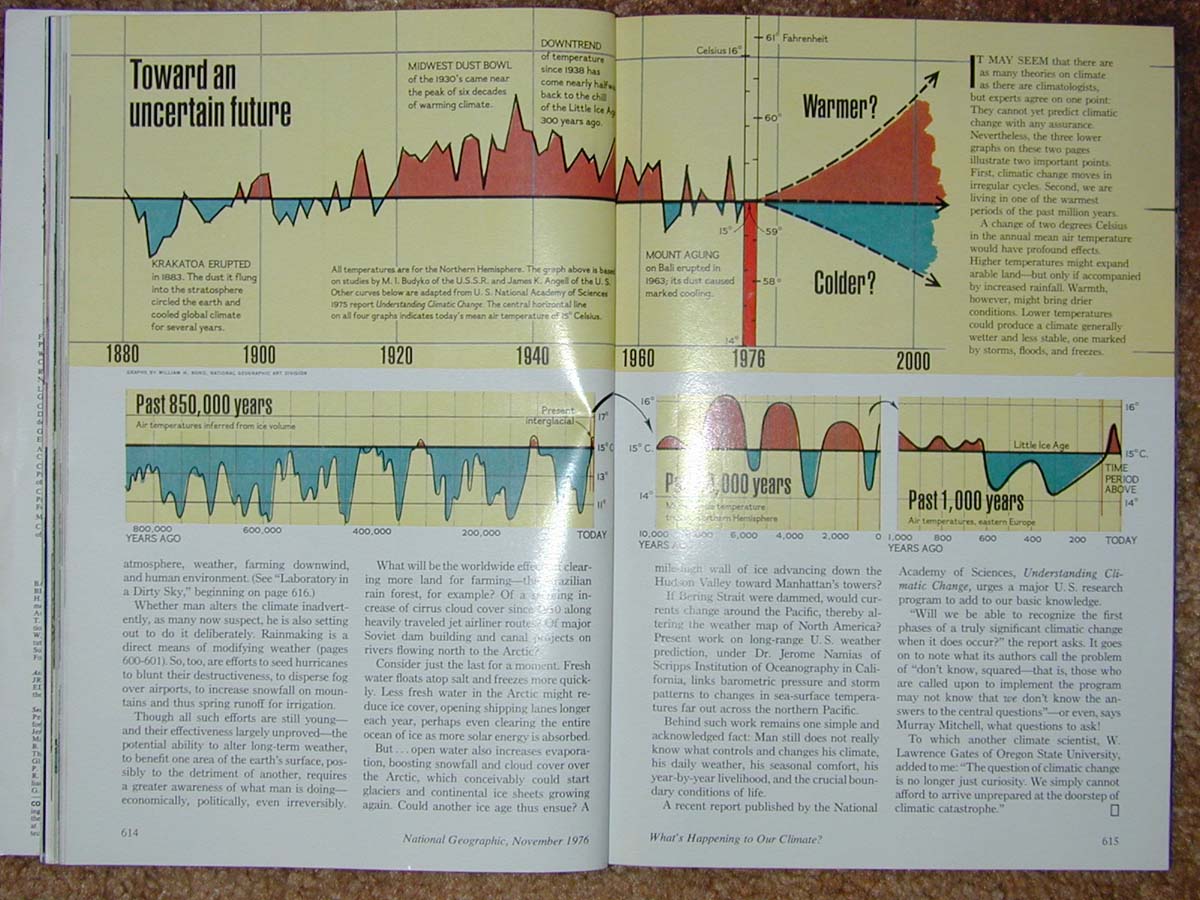 Toward an
uncertain future
MIDWEST DUST BOWL
of the 1930's came near
the peak of six decades
of warming climate.
DOWNTREND
of temperature
since 1938 has
come nearly
back to the chill
of the Little Ice
300 years ago.
Celsius 16°
61° Fahrenheit
60°
15°
59°
58°
14°
Warmer?
Colder?
KRAKATOA ERUPTED
in 1883. The dust it flung
into the stratosphere
circled the earth and
cooled global climate
for several years.
All temperatures are for the Northern Hemisphere. The graph above is based
on studies by M. I. Budyko of the U.S.S.R. and James K. Angell of the U. S.
Other curves below are adapted from U. S. National Academy of Sciences
1975 report Understanding Climatic Change. The central horizontal line
on all four graphs indicates today's mean air temperature of 15° Celsius.
MOUNT AGUNG
on Bali erupted in
1963; its dust caused
marked cooling.
1880
1900
1920
1940
1960
1976
2000
IT MAY SEEM that there are
as many theories on climate
as there are climatologists,
but experts agree on one point:
They cannot yet predict climatic
change with any assurance.
Nevertheless, the three lower
graphs on these two pages
illustrate two important points.
First, climatic change moves in
irregular cycles. Second, we are
living in one of the warmest
periods of the past million years.
A change of two degrees Celsius
in the annual mean air temperature
would have profound effects.
Higher temperatures might expand
arable land—but only if accompanied
by increased rainfall. Warmth,
however, might bring drier
conditions. Lower temperatures
could produce a climate generally
wetter and less stable, one marked
by storms, floods, and freezes.
GRAPHS BY WILLIAM H. BOND, NATIONAL GEOGRAPHIC ART DIVISION
Past 850,000 years
Air temperatures inferred from ice volume
Present
interglacial
17°
15°C
13°
11°
800,000
YEARS AGO
600,000
400,000
200,000
TODAY
16°
15°C.
14°
,000 years
temperature
Northern Hemisphere
10,000
YEARS
6,000
4,000
2,000
0
Little Ice Age
16°
15°C.
TIME
PERIOD
ABOVE
14°
Past 1,000 years
Air temperatures, eastern Europe
1,000
YEARS AGO
800
600
400
200
TODAY
atmosphere, weather, farming downwind,
and human environment. (See "Laboratory in
a Dirty Sky," beginning on page 616.)
Whether man alters the climate inadvert-
ently, as many now suspect, he is also setting
out to do it deliberately. Rainmaking is a
direct means of modifying weather (pages
600-601). So, too, are efforts to seed hurricanes
to blunt their destructiveness, to disperse fog
over airports, to increase snowfall on moun-
tains and thus spring runoff for irrigation.
Though all such efforts are still young—
and their effectiveness largely unproved—the
potential ability to alter long-term weather,
to benefit one area of the earth's surface, pos-
sibly to the detriment of another, requires
a greater awareness of what man is doing—
economically, politically, even irreversibly.
What will be the worldwide effect of clear-
ing more land for farming—the Brazilian
rain forest, for example? Of a in-
crease of cirrus cloud cover since 1950 along
heavily traveled jet airliner routes? Of major
Soviet dam building and canal projects on
rivers flowing north to the Arctic?
Consider just the last for a moment. Fresh
water floats atop salt and freezes more quick-
ly. Less fresh water in the Arctic might re-
duce ice cover, opening shipping lanes longer
each year, perhaps even clearing the entire
ocean of ice as more solar energy is absorbed.
But . . . open water also increases evapora-
tion, boosting snowfall and cloud cover over
the Arctic, which conceivably could start
glaciers and continental ice sheets growing
again. Could another ice age thus ensue? A
mile-high wall of ice advancing down the
Hudson Valley toward Manhattan's towers?
If Bering Strait were dammed, would cur-
rents change around the Pacific, thereby al-
tering the weather map of North America?
Present work on long-range U. S. weather
prediction, under Dr. Jerome Namias of
Scripps Institution of Oceanography in Cali-
fornia, links barometric pressure and storm
patterns to changes in sea-surface tempera-
tures far out across the northern Pacific.
Behind such work remains one simple and
acknowledged fact: Man still does not really
know what controls and changes his climate,
his daily weather, his seasonal comfort, his
year-by-year livelihood, and the crucial boun-
dary conditions of life.
A recent report published by the National
Academy of Sciences, Understanding Cli-
matic Change, urges a major U. S. research
program to add to our basic knowledge.
"Will we be able to recognize the first
phases of a truly significant climatic change
when it does occur?" the report asks. It goes
on to note what its authors call the problem
of "don't know, squared—that is, those who
are called upon to implement the program
may not know that we don't know the an-
swers to the central questions"—or even, says
Murray Mitchell, what questions to ask!
To which another climate scientist, W.
Lawrence Gates of Oregon State University,
added to me: "The question of climatic change
is no longer just curiosity. We simply cannot
afford to arrive unprepared at the doorstep of
climatic catastrophe."
614
National Geographic, November 1976
What's Happening to Our Climate?
615